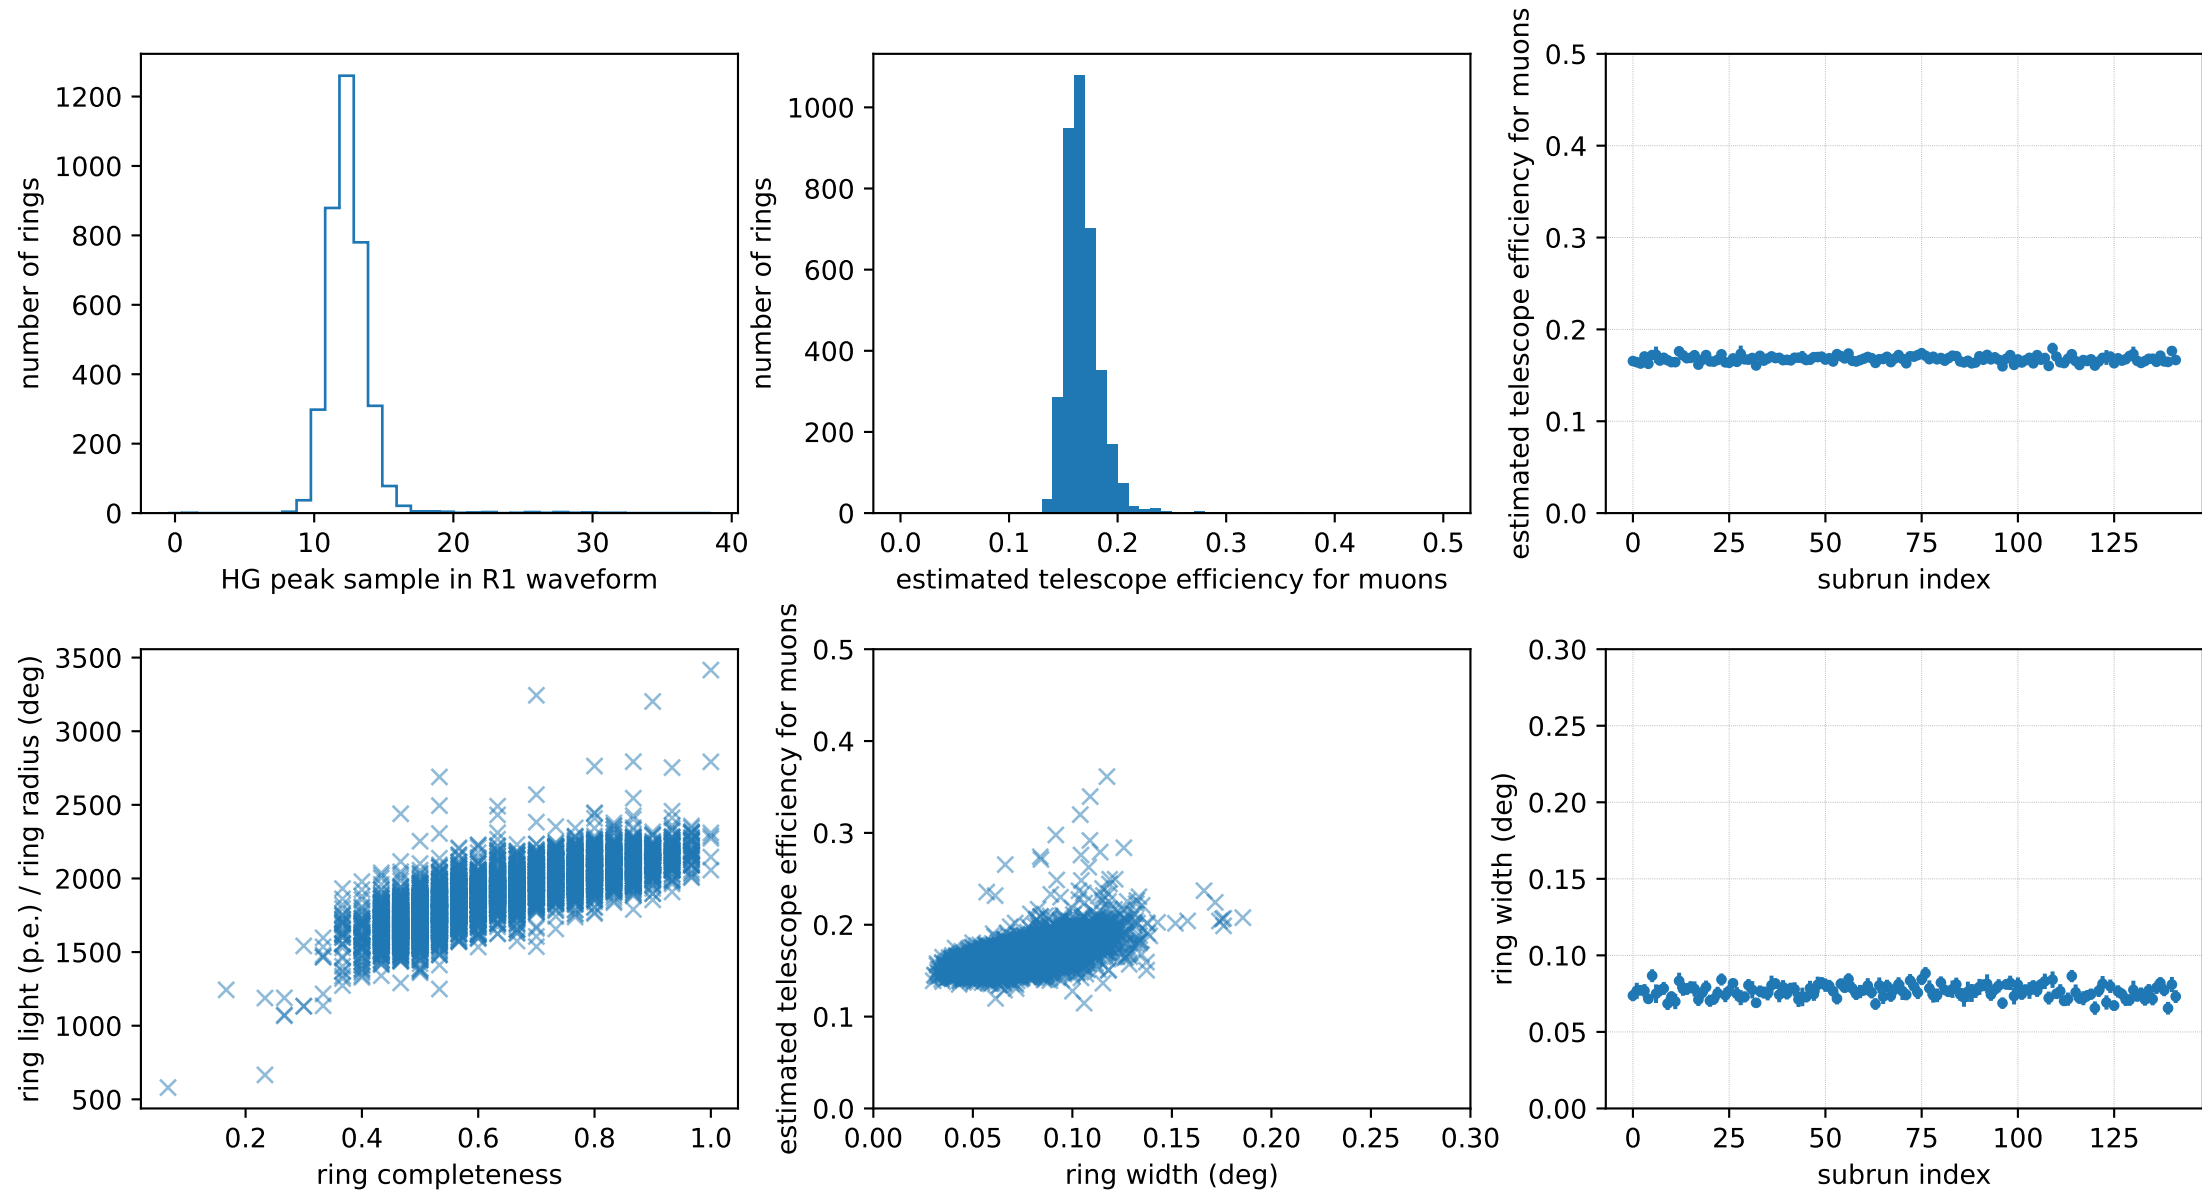 1200
1000
800
600
400
200
0
number of rings
0 10 20 30 40
HG peak sample in R1 waveform
1000
800
600
400
200
0
number of rings
0.0 0.1 0.2 0.3 0.4 0.5
estimated telescope efficiency for muons
0.5
0.4
0.3
0.2
0.1
0.0
estimated telescope efficiency for muons
0 25 50 75 100 125
subrun index
3500
3000
2500
2000
1500
1000
500
ring light (p.e.) / ring radius (deg)
0.2 0.4 0.6 0.8 1.0
ring completeness
0.5
0.4
0.3
0.2
0.1
0.0
estimated telescope efficiency for muons
0.00 0.05 0.10 0.15 0.20 0.25 0.30
ring width (deg)
0.30
0.25
0.20
0.15
0.10
0.05
0.00
ring width (deg)
0 25 50 75 100 125
subrun index